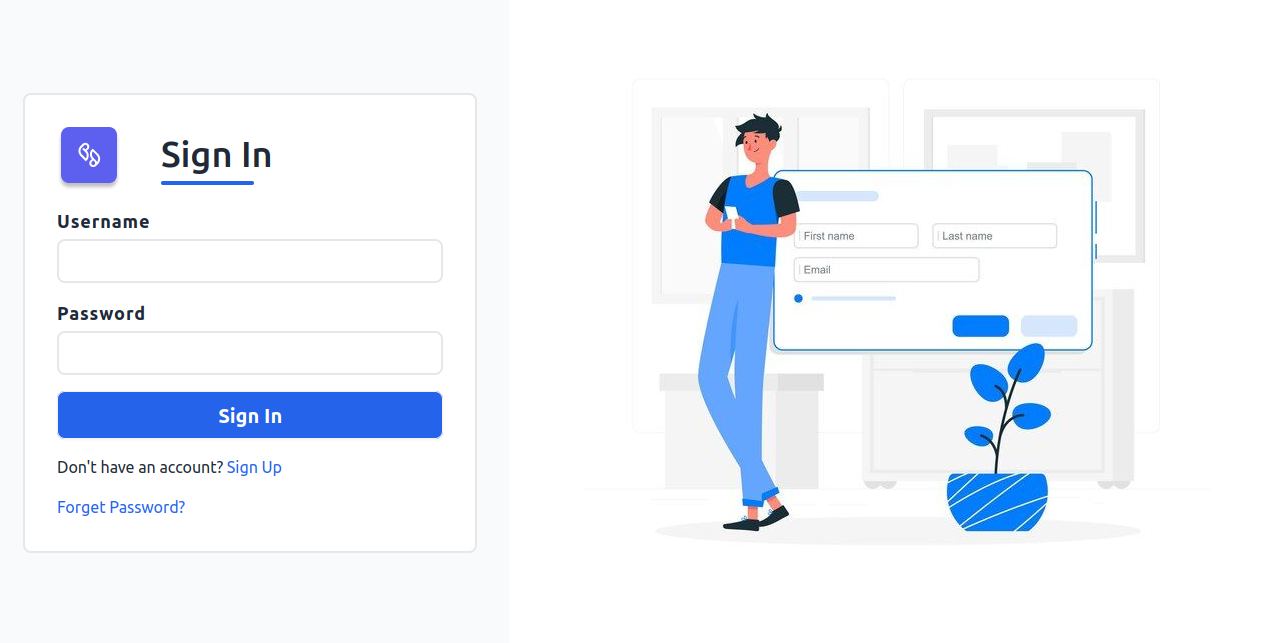 Sign In
Username
Password
Sign In
Don't have an account? Sign Up
Forget Password?
First name
Last name
Email